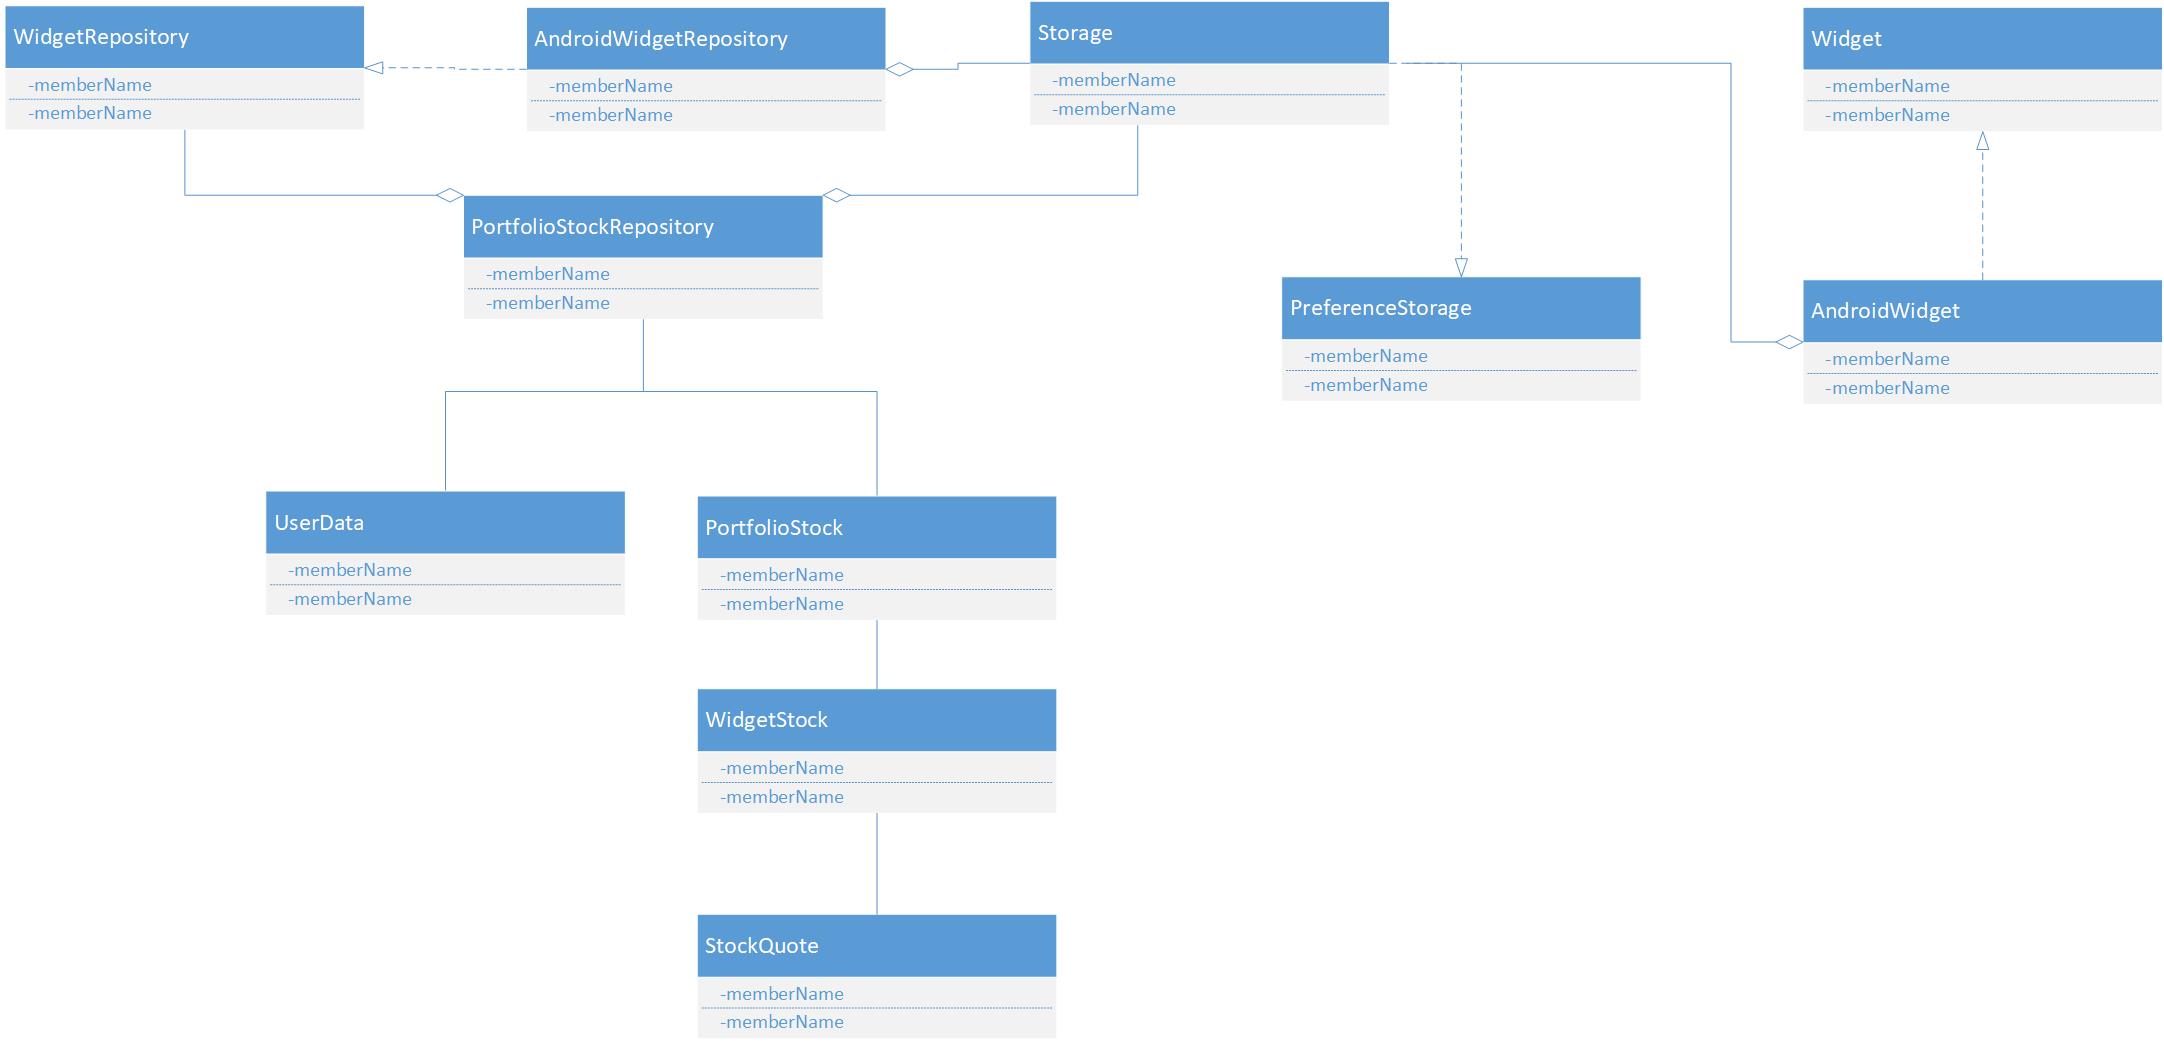 WidgetRepository
-memberName
-memberName
AndroidWidgetRepository
-memberName
-memberName
Storage
-memberName
-memberName
Widget
-memberName
-memberName
PortfolioStockRepository
-memberName
-memberName
PreferenceStorage
-memberName
-memberName
AndroidWidget
-memberName
-memberName
UserData
-memberName
-memberName
PortfolioStock
-memberName
-memberName
WidgetStock
-memberName
-memberName
StockQuote
-memberName
-memberName